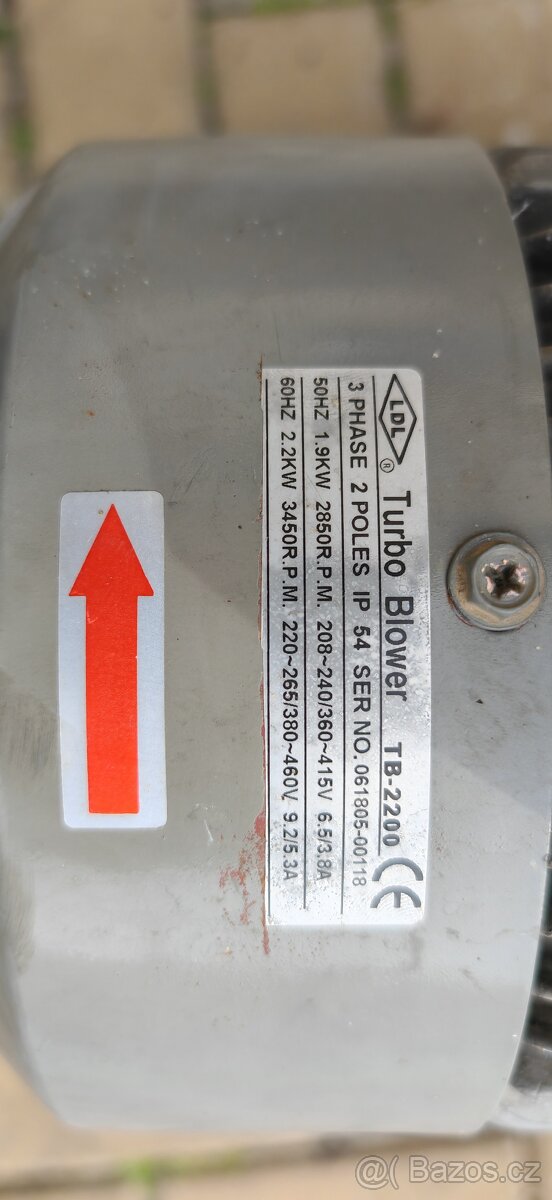 LDL ® Turbo Blower TB-2200 CE
3 PHASE 2 POLES IP 54 SER NO. 061805-00118
50HZ 1.9KW 2850R.P.M. 208~240/360~415V 6.5/3.8A
60HZ 2.2KW 3450R.P.M. 220~265/380~460V 9.2/5.3A
@( Bazos.cz